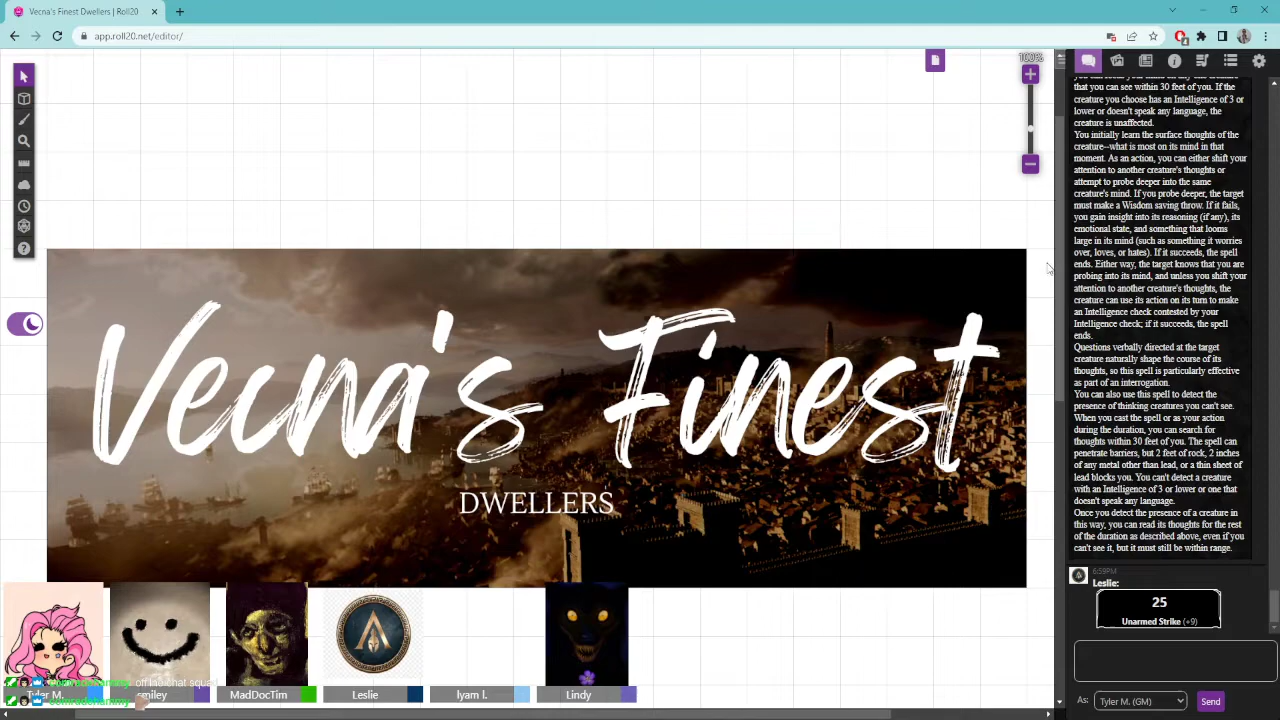 Vecna's Finest Dwellers | Roll20
app.roll20.net/editor/
100%
Vecna's Finest
DWELLERS
that you can see within 30 feet of you. If the
creature you choose has an Intelligence of 3 or
lower or doesn't speak any language, the
creature is unaffected.
You initially learn the surface thoughts of the
creature--what is most on its mind in that
moment. As an action, you can either shift your
attention to another creature's thoughts or
attempt to probe deeper into the same
creature's mind. If you probe deeper, the target
must make a Wisdom saving throw. If it fails,
you gain insight into its reasoning (if any), its
emotional state, and something that looms
large in its mind (such as something it worries
over, loves, or hates). If it succeeds, the spell
ends. Either way, the target knows that you are
probing into its mind, and unless you shift your
attention to another creature's thoughts, the
creature can use its action on its turn to make
an Intelligence check contested by your
Intelligence check; if it succeeds, the spell
ends.
Questions verbally directed at the target
creature naturally shape the course of its
thoughts, so this spell is particularly effective
as part of an interrogation.
You can also use this spell to detect the
presence of thinking creatures you can't see.
When you cast the spell or as your action
during the duration, you can search for
thoughts within 30 feet of you. The spell can
penetrate barriers, but 2 feet of rock, 2 inches
of any metal other than lead, or a thin sheet of
lead blocks you. You can't detect a creature
with an Intelligence of 3 or lower or one that
doesn't speak any language.
Once you detect the presence of a creature in
this way, you can read its thoughts for the rest
of the duration as described above, even if you
can't see it, but it must still be within range.
6:59PM
Leslie:
25
Unarmed Strike (+9)
As: Tyler M. (GM) Send
comradehammy off into chat squad
Tyler M. smiley MadDocTim Leslie lyam l. Lindy
comradehammy